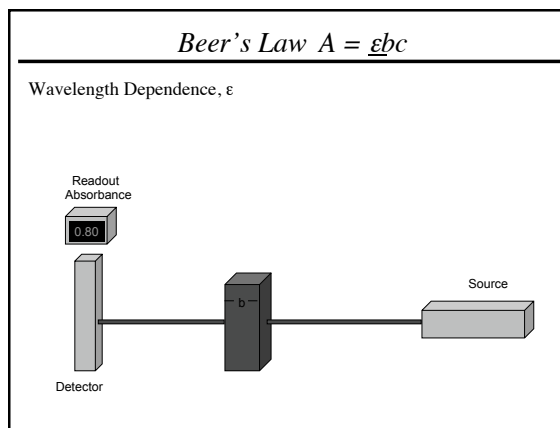 Beer's Law A = εbc
Wavelength Dependence, ε
Readout
Absorbance
0.80
b
Source
Detector